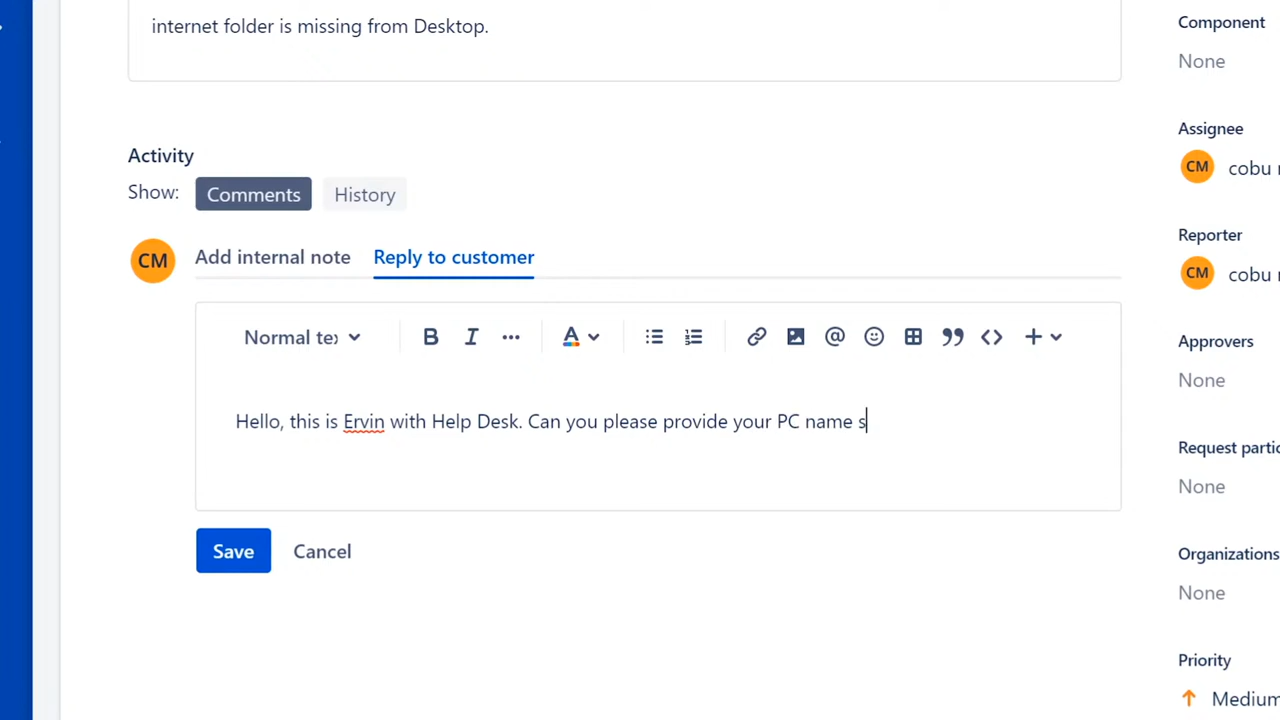 internet folder is missing from Desktop.
Component
None
Activity
Assignee
Show: Comments History
CM cobu
CM Add internal note Reply to customer
Reporter
CM cobu
Normal te
Approvers
None
Hello, this is Ervin with Help Desk. Can you please provide your PC name s
Request parti
None
Save Cancel
Organizations
None
Priority
Medium